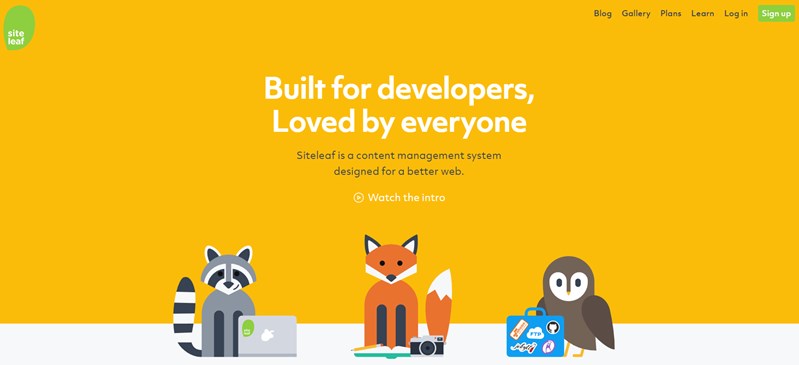 site
leaf
Blog Gallery Plans Learn Log in Sign up
Built for developers,
Loved by everyone
Siteleaf is a content management system
designed for a better web.
Watch the intro
FTP